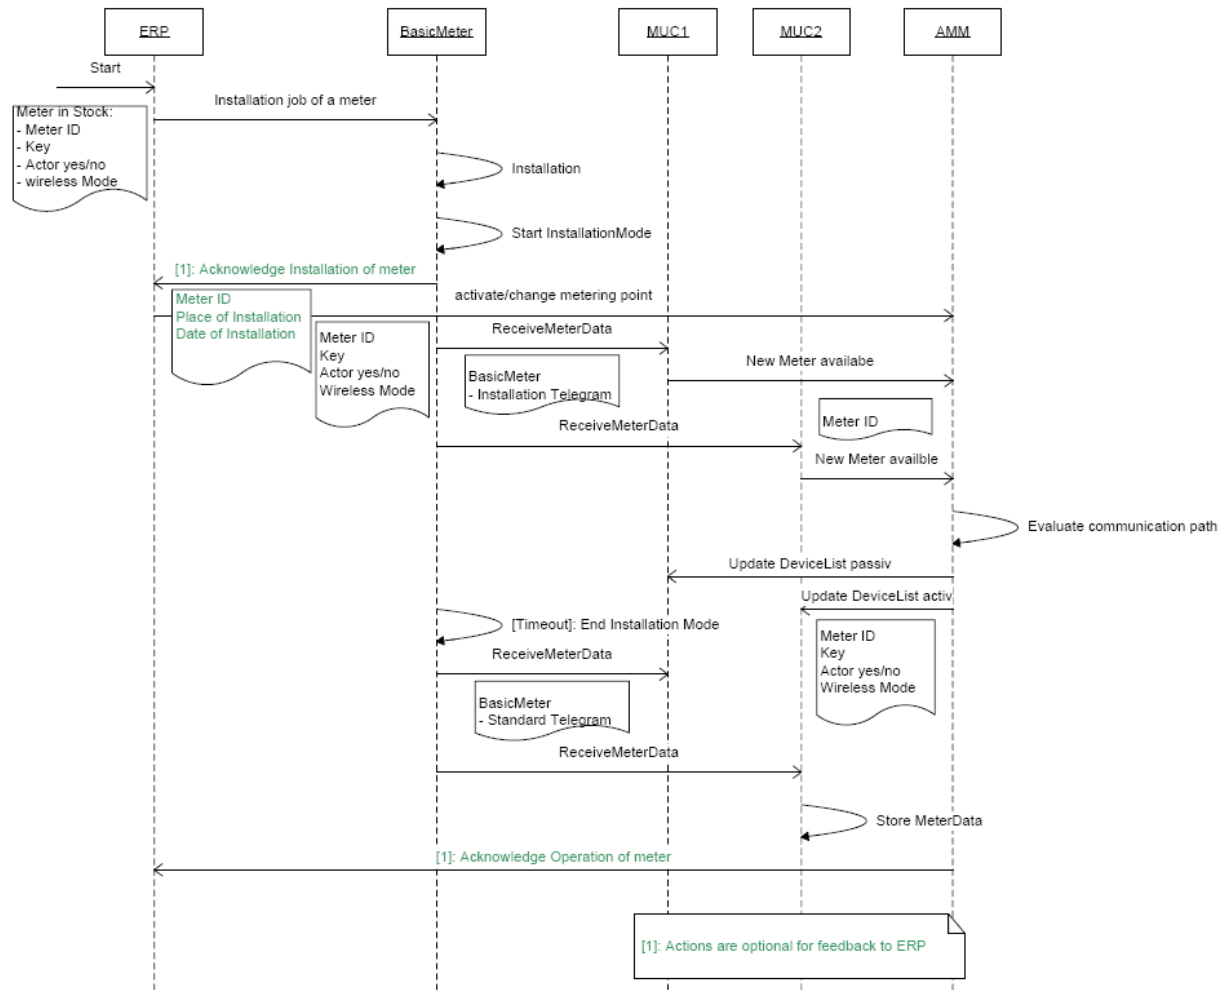 ERP
BasicMeter
MUC1
MUC2
AMM
Start
Installation job of a meter
Meter in Stock:
- Meter ID
- Key
- Actor yes/no
- wireless Mode
Installation
Start InstallationMode
[1]: Acknowledge Installation of meter
Meter ID
Place of Installation
Date of Installation
activate/change metering point
Meter ID
Key
Actor yes/no
Wireless Mode
ReceiveMeterData
BasicMeter
- Installation Telegram
New Meter availabe
Meter ID
ReceiveMeterData
New Meter availble
Evaluate communication path
Update DeviceList passiv
Update DeviceList activ
Meter ID
Key
Actor yes/no
Wireless Mode
[Timeout]: End Installation Mode
ReceiveMeterData
BasicMeter
- Standard Telegram
ReceiveMeterData
Store MeterData
[1]: Acknowledge Operation of meter
[1]: Actions are optional for feedback to ERP